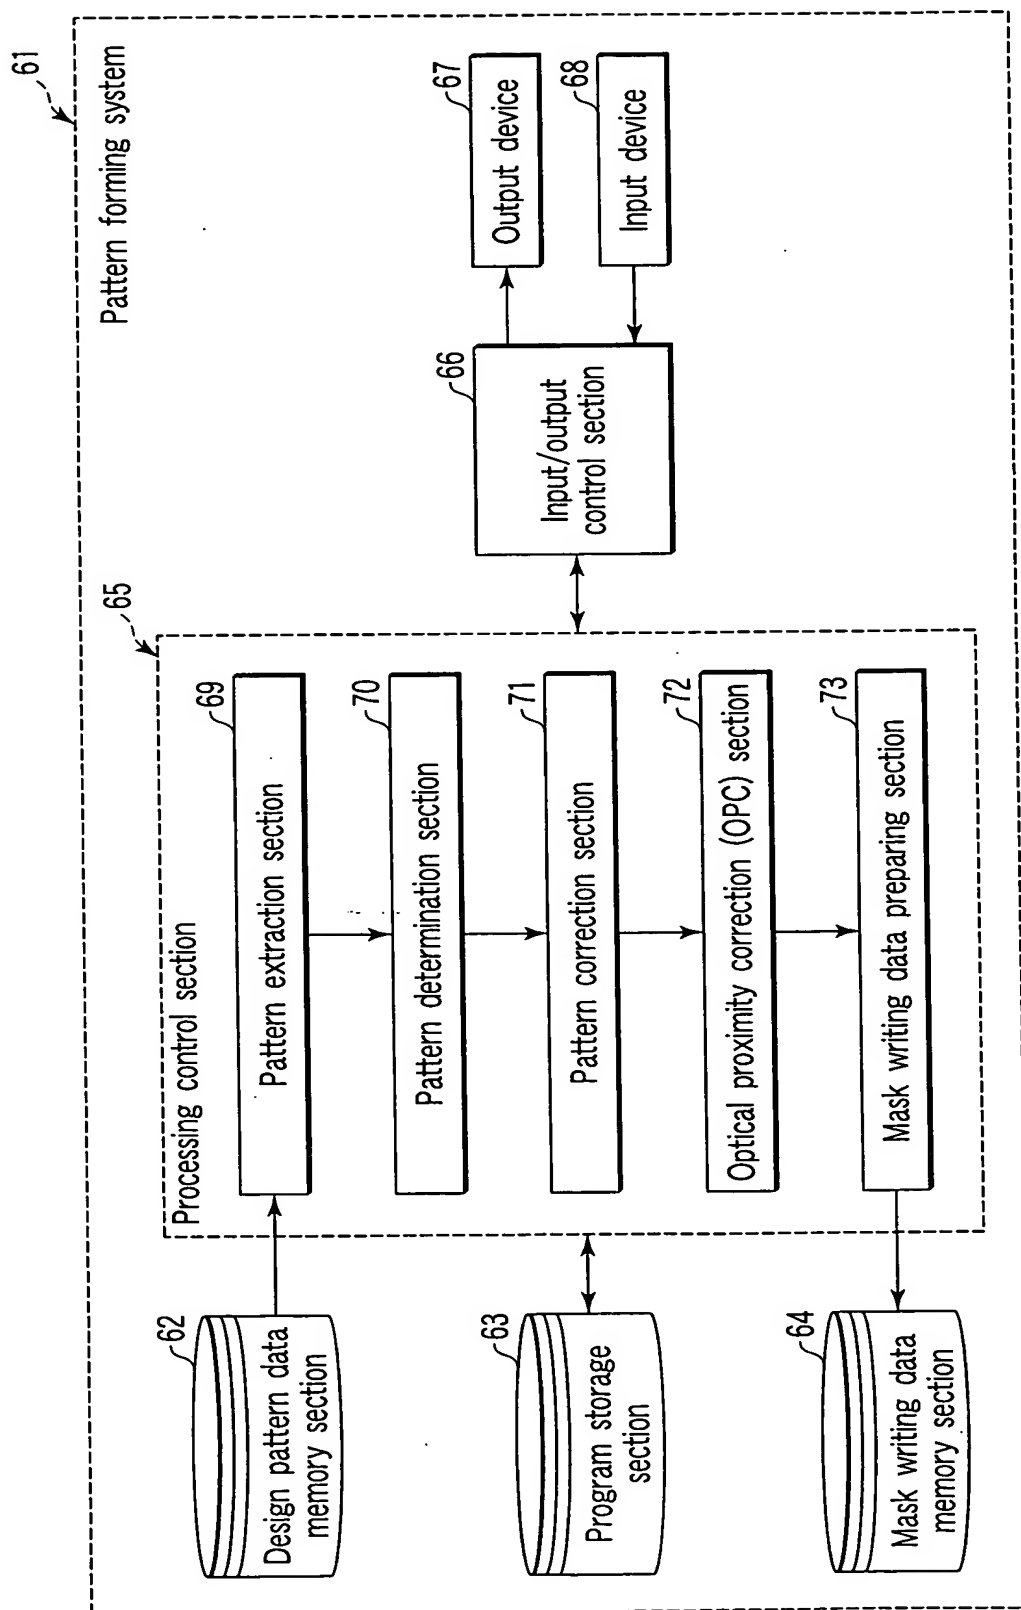 61
Pattern forming system
65
Processing control section
62
Design pattern data
memory section
69
Pattern extraction section
70
Pattern determination section
63
Program storage
section
71
Pattern correction section
72
Optical proximity correction (OPC) section
64
Mask writing data
memory section
73
Mask writing data preparing section
66
Input/output
control section
67
Output device
68
Input device